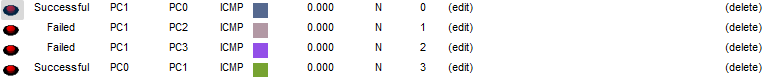 Successful PC1 PC0 ICMP 0.000 N 0 (edit) (delete)
Failed PC1 PC2 ICMP 0.000 N 1 (edit) (delete)
Failed PC1 PC3 ICMP 0.000 N 2 (edit) (delete)
Successful PC0 PC1 ICMP 0.000 N 3 (edit) (delete)